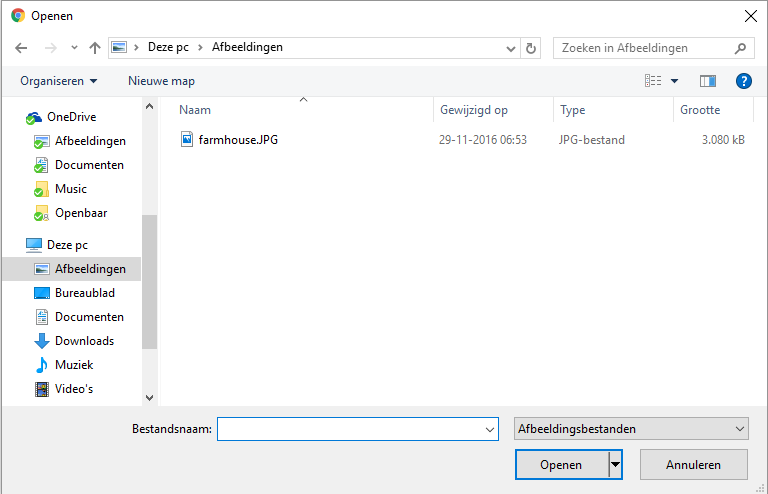 Openen
Deze pc > Afbeeldingen
Zoeken in Afbeeldingen
Organiseren Nieuwe map
Naam Gewijzigd op Type Grootte
farmhouse.JPG 29-11-2016 06:53 JPG-bestand 3.080 kB
OneDrive
Afbeeldingen
Documenten
Music
Openbaar
Deze pc
Afbeeldingen
Bureaublad
Documenten
Downloads
Muziek
Video's
Bestandsnaam: Afbeeldingsbestanden
Openen Annuleren